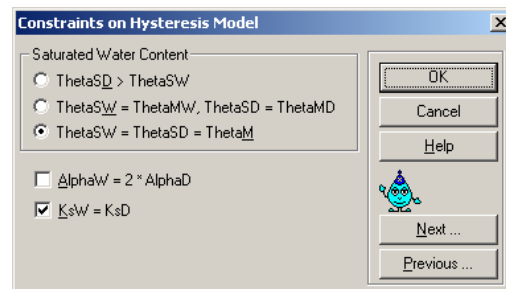 Constraints on Hysteresis Model
Saturated Water Content
ThetaSD > ThetaSW
ThetaSW = ThetaMW, ThetaSD = ThetaMD
ThetaSW = ThetaSD = ThetaM
AlphaW = 2 * AlphaD
KsW = KsD
OK
Cancel
Help
Next ...
Previous ...